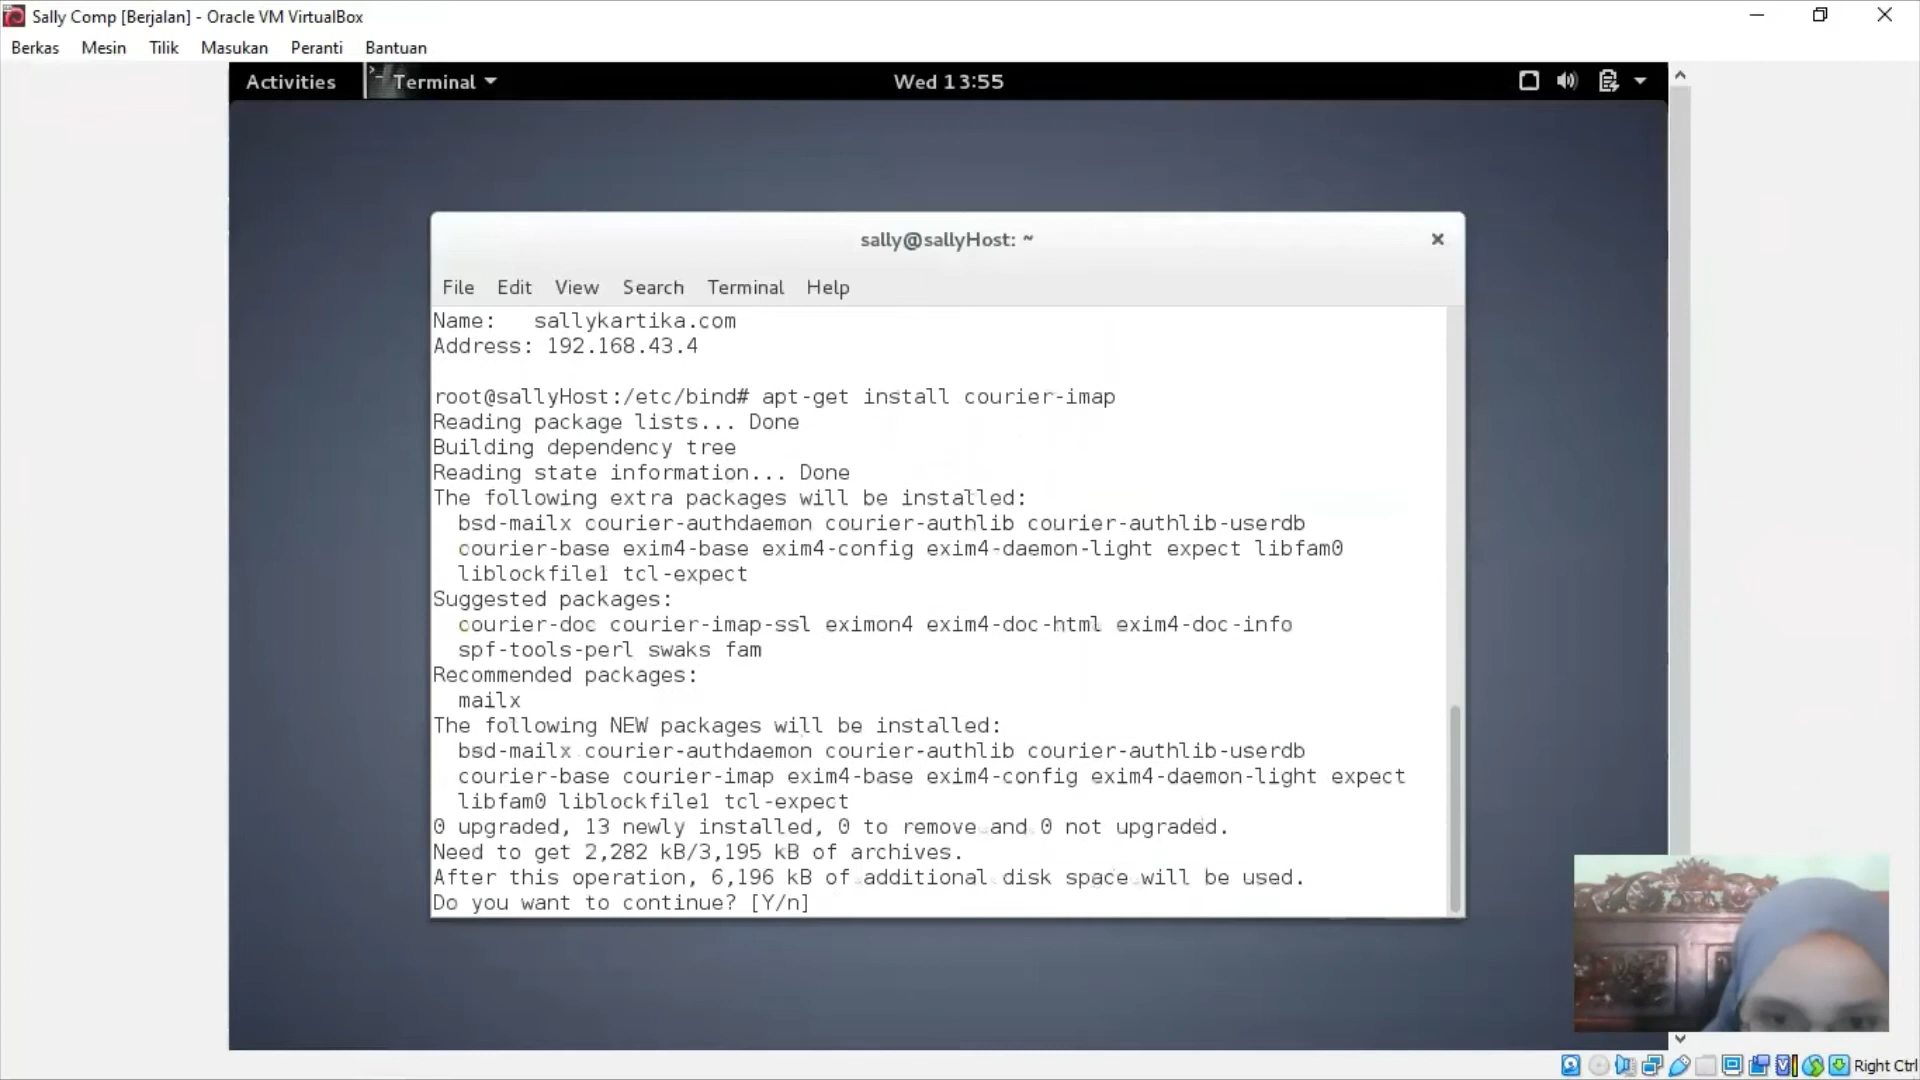 Sally Comp [Berjalan] - Oracle VM VirtualBox
Berkas Mesin Tilik Masukan Peranti Bantuan
Activities Terminal Wed 13:55
sally@sallyHost: ~
File Edit View Search Terminal Help
Name: sallykartika.com
Address: 192.168.43.4
root@sallyHost:/etc/bind# apt-get install courier-imap
Reading package lists... Done
Building dependency tree
Reading state information... Done
The following extra packages will be installed:
bsd-mailx courier-authdaemon courier-authlib courier-authlib-userdb
courier-base exim4-base exim4-config exim4-daemon-light expect libfam0
liblockfile1 tcl-expect
Suggested packages:
courier-doc courier-imap-ssl eximon4 exim4-doc-html exim4-doc-info
spf-tools-perl swaks fam
Recommended packages:
mailx
The following NEW packages will be installed:
bsd-mailx courier-authdaemon courier-authlib courier-authlib-userdb
courier-base courier-imap exim4-base exim4-config exim4-daemon-light expect
libfam0 liblockfile1 tcl-expect
0 upgraded, 13 newly installed, 0 to remove and 0 not upgraded.
Need to get 2,282 kB/3,195 kB of archives.
After this operation, 6,196 kB of additional disk space will be used.
Do you want to continue? [Y/n]
Right Ctrl